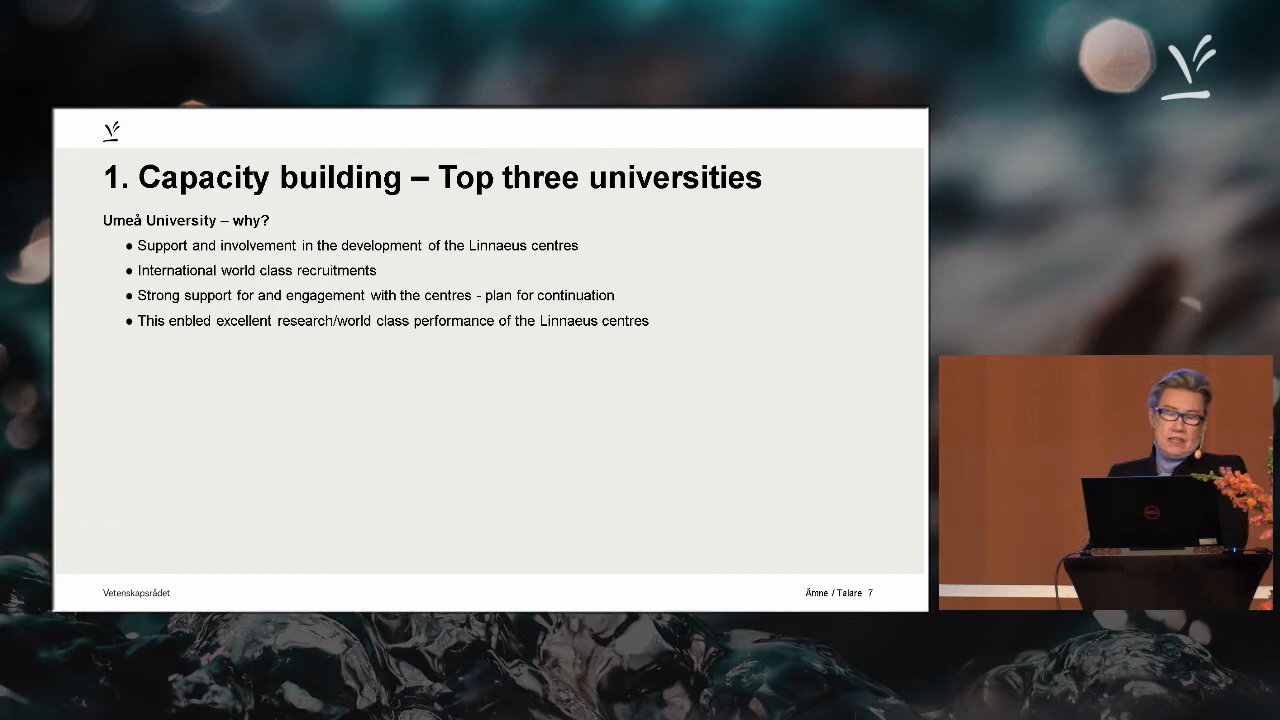 1. Capacity building – Top three universities
Umeå University – why?
● Support and involvement in the development of the Linnaeus centres
● International world class recruitments
● Strong support for and engagement with the centres - plan for continuation
● This enbled excellent research/world class performance of the Linnaeus centres
Vetenskapsrådet
Ämne / Talare 7
DELL